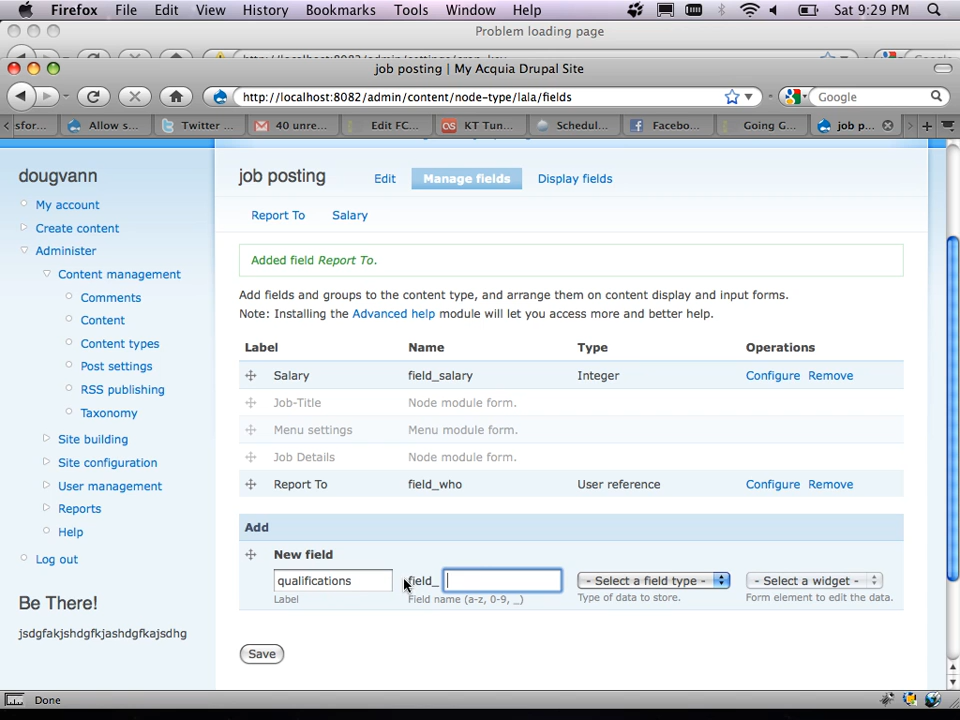 Firefox File Edit View History Bookmarks Tools Window Help Sat 9:29 PM
Problem loading page
job posting | My Acquia Drupal Site
http://localhost:8082/admin/content/node-type/lala/fields Google
sfor... Allow s... Twitter ... 40 unre... Edit FC... KT Tun... Schedul... Facebo... Going G... job p...
dougvann
My account
Create content
Administer
Content management
Comments
Content
Content types
Post settings
RSS publishing
Taxonomy
Site building
Site configuration
User management
Reports
Help
Log out
Be There!
jsdgfakjshdgfkjashdgfkajsdhg
job posting Edit Manage fields Display fields
Report To Salary
Added field Report To.
Add fields and groups to the content type, and arrange them on content display and input forms.
Note: Installing the Advanced help module will let you access more and better help.
Label Name Type Operations
Salary field_salary Integer Configure Remove
Job-Title Node module form.
Menu settings Menu module form.
Job Details Node module form.
Report To field_who User reference Configure Remove
Add
New field
qualifications field_ - Select a field type - - Select a widget -
Label Field name (a-z, 0-9, _) Type of data to store. Form element to edit the data.
Save
Done